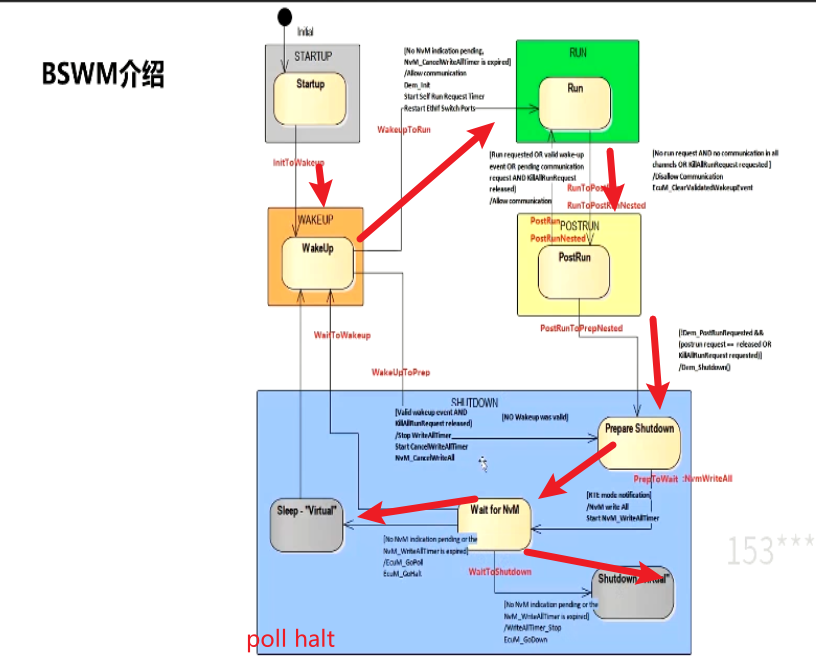 BSWM介绍
Initial
STARTUP
Startup
InitToWakeup
WAKEUP
WakeUp
[No NvM indication pending,
NvM_CancelWriteAllTimer is expired]
/Allow communication
Dem_Init
Start Self Run Request Timer
Restart EthIf Switch Ports
WakeupToRun
RUN
Run
[Run requested OR valid wake-up
event OR pending communication
request AND KillAllRunRequest
released)
/Allow communication
RunToPost
RunToPostRunNested
[No run request AND no communication in all
channels OR KillAllRunRequest requested ]
/Disallow Communication
EcuM_ClearValidatedWakeupEvent
PostRun
PostRunNested
POSTRUN
PostRun
PostRunToPrepNested
[!Dem_PostRunRequested &&
(postrun request == released OR
KillAllRunRequest requested)]
/Dem_Shutdown()
WaitToWakeup
WakeUpToPrep
SHUTDOWN
[Valid wakeup event AND
KillAllRunRequest released)
/Stop WriteAllTimer
Start CancelWriteAllTimer
NvM_CancelWriteAll
[NO Wakeup was valid]
Prepare Shutdown
PrepToWait :NvmWriteAll
[RTE mode notification]
/NvM write All
Start NvM_WriteAllTimer
Sleep - "Virtual"
Wait for NvM
[No NvM indication pending or the
NvM_WriteAllTimer is expired]
/EcuM_GoPoll
EcuM_GoHalt
WaitToShutdown
Shutdown
[No NvM indication pending or the
NvM_WriteAllTimer is expired]
/WriteAllTimer_Stop
EcuM_GoDown
poll halt
153***